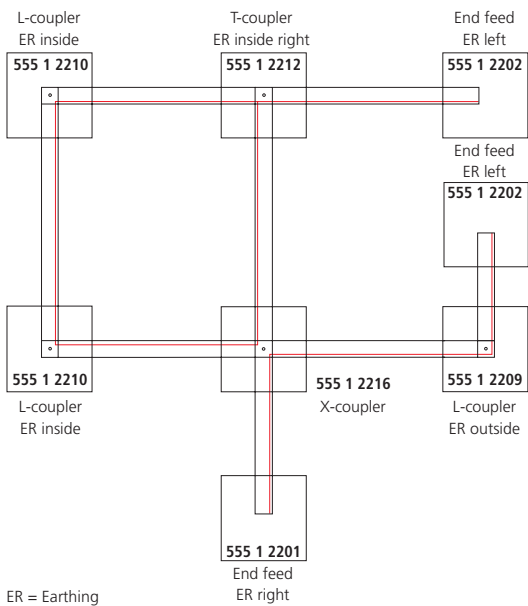 L-coupler
ER inside
555 1 2210
T-coupler
ER inside right
555 1 2212
End feed
ER left
555 1 2202
End feed
ER left
555 1 2202
555 1 2210
L-coupler
ER inside
555 1 2216
X-coupler
555 1 2209
L-coupler
ER outside
555 1 2201
End feed
ER right
ER = Earthing